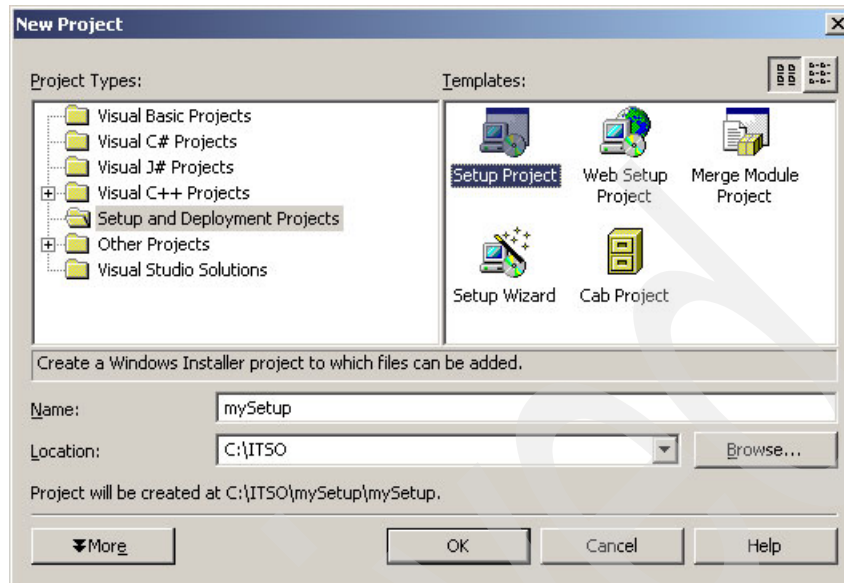 New Project
Project Types:
Templates:
Visual Basic Projects
Visual C# Projects
Visual J# Projects
Visual C++ Projects
Setup and Deployment Projects
Other Projects
Visual Studio Solutions
Setup Project
Web Setup Project
Merge Module Project
Setup Wizard
Cab Project
Create a Windows Installer project to which files can be added.
Name:
mySetup
Location:
C:\ITSO
Browse...
Project will be created at C:\ITSO\mySetup\mySetup.
More
OK
Cancel
Help